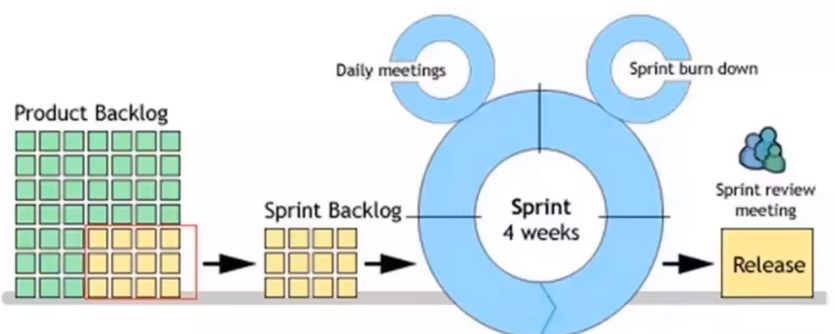 Daily meetings
Sprint burn down
Product Backlog
Sprint Backlog
Sprint
4 weeks
Sprint review
meeting
Release